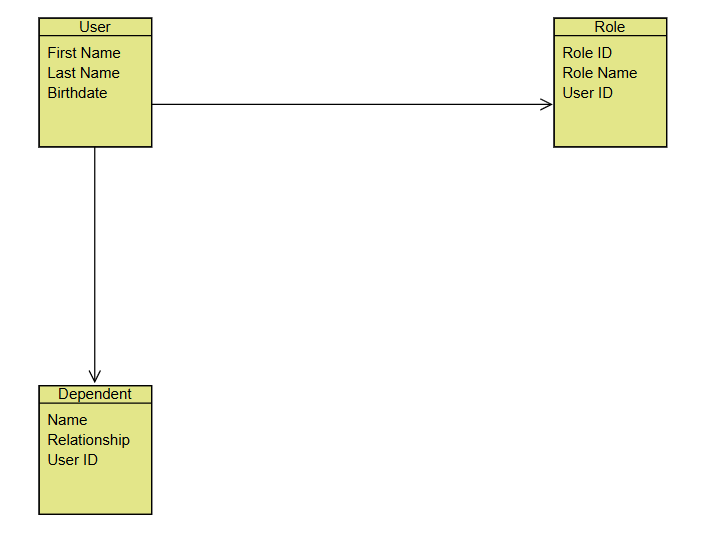 User
First Name
Last Name
Birthdate
Role
Role ID
Role Name
User ID
Dependent
Name
Relationship
User ID